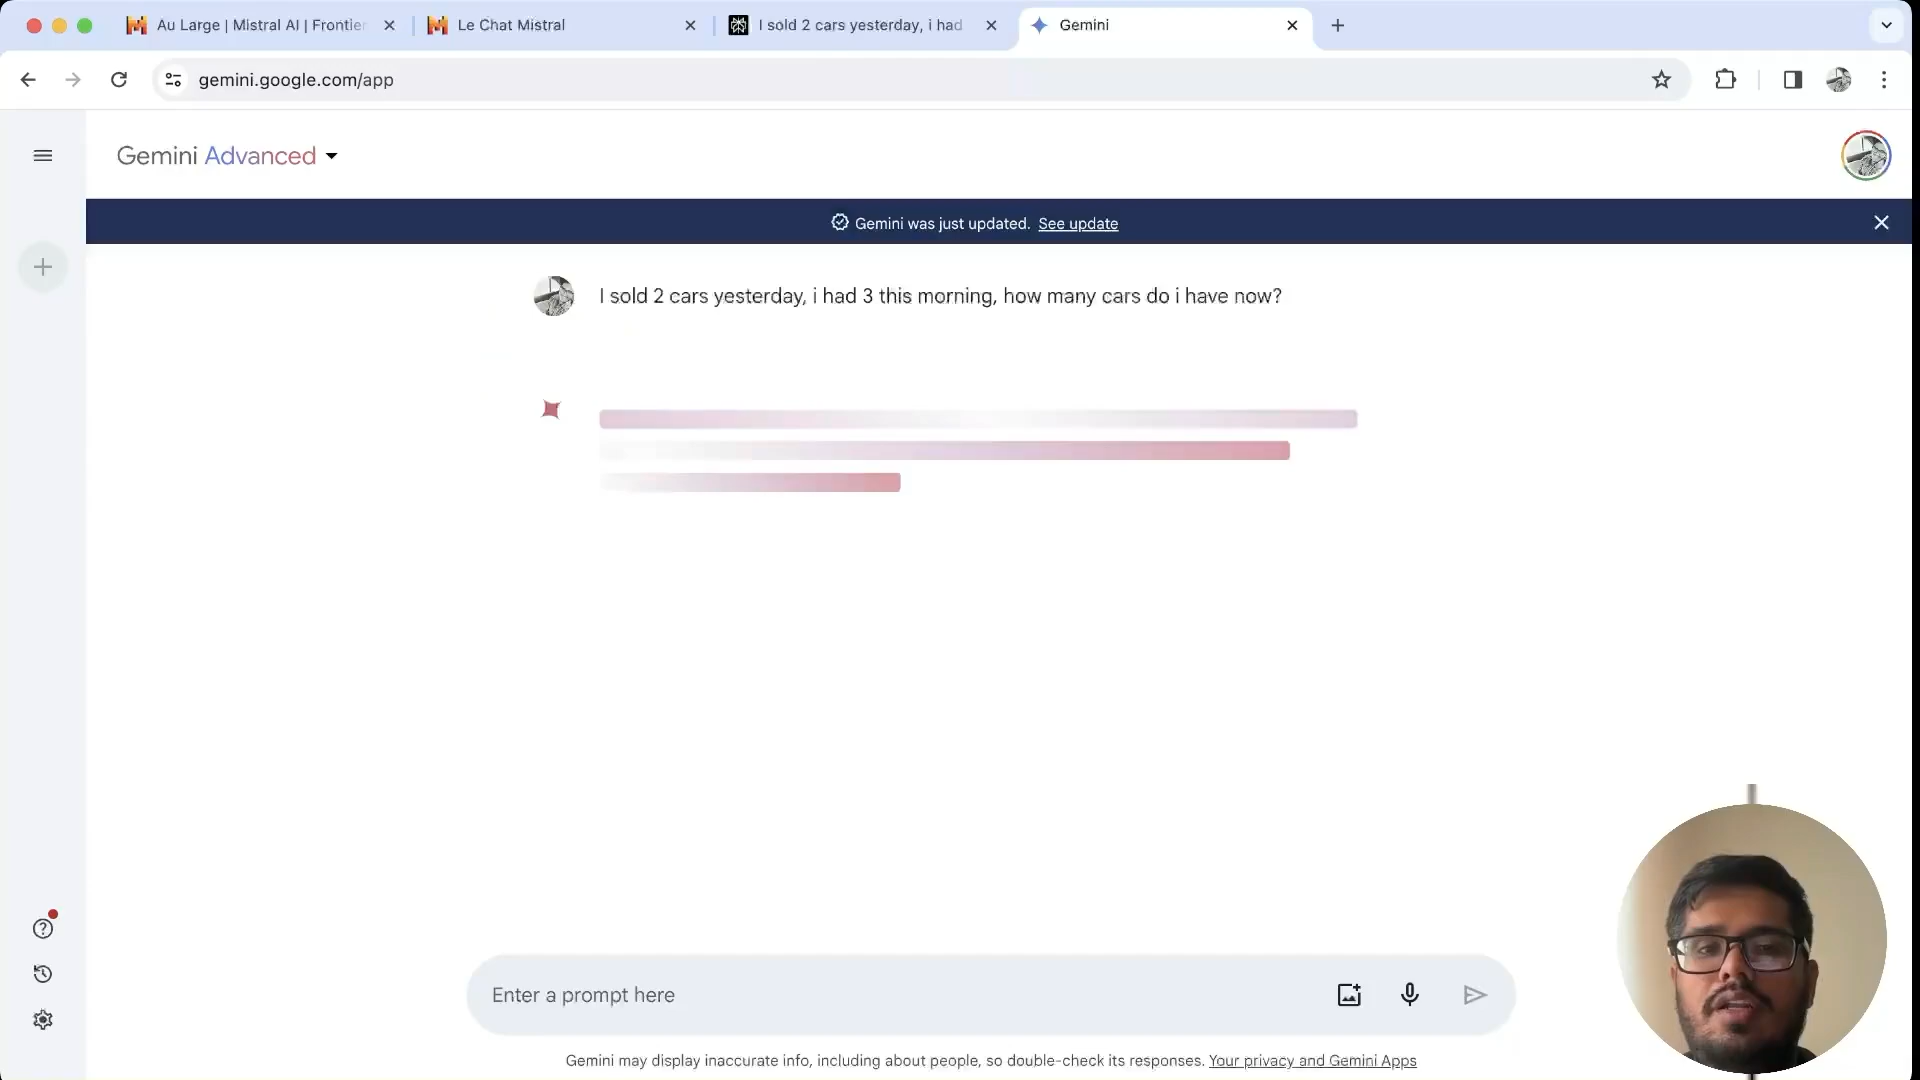 Au Large | Mistral AI | Frontier
Le Chat Mistral
I sold 2 cars yesterday, i had
Gemini
gemini.google.com/app
Gemini Advanced
Gemini was just updated. See update
I sold 2 cars yesterday, i had 3 this morning, how many cars do i have now?
Enter a prompt here
Gemini may display inaccurate info, including about people, so double-check its responses. Your privacy and Gemini Apps